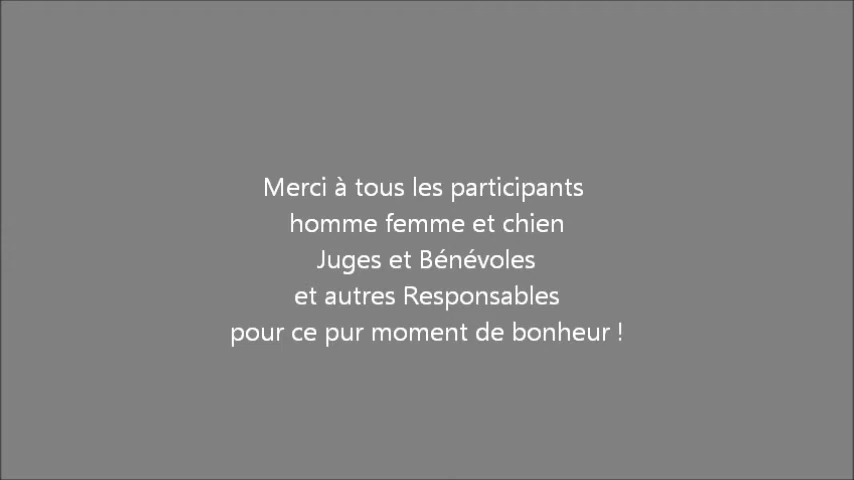 Merci à tous les participants
homme femme et chien
Juges et Bénévoles
et autres Responsables
pour ce pur moment de bonheur !